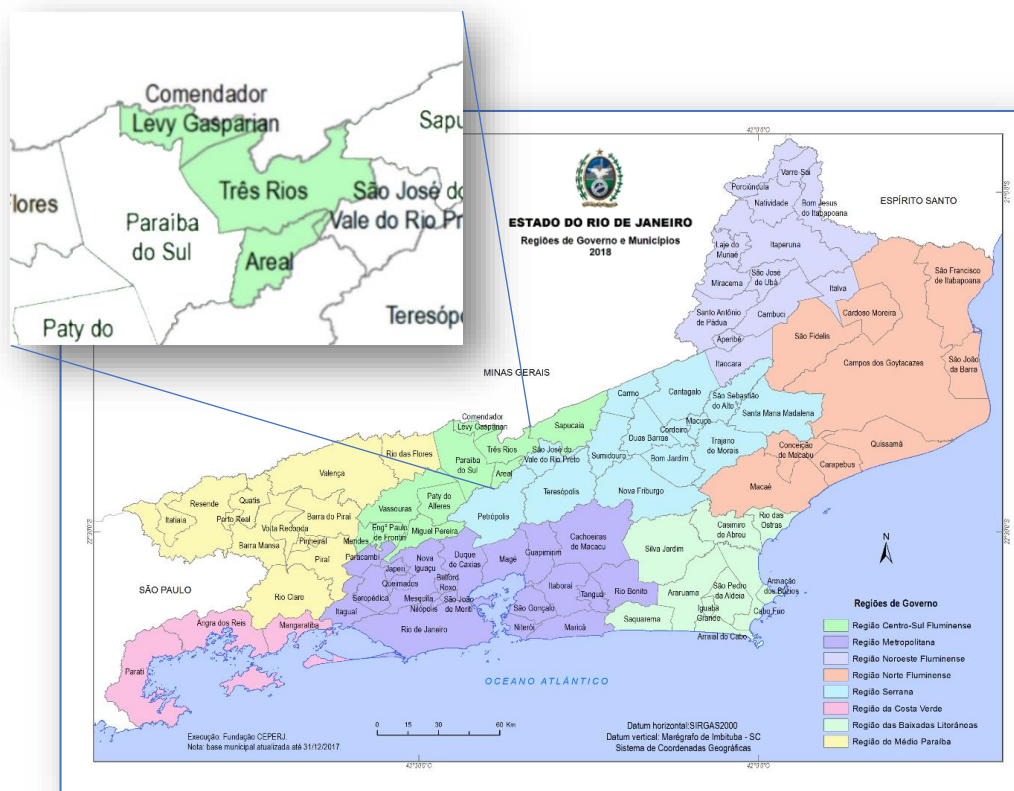 Comendador
Levy Gasparian
Sapu
Três Rios
São José do
Vale do Rio Pr
lores
Paraíba
do Sul
Areal
Teresópo
Paty do
ESTADO DO RIO DE JANEIRO
Regiões de Governo e Municípios
2018
ESPÍRITO SANTO
MINAS GERAIS
SÃO PAULO
OCEANO ATLÂNTICO
Porciúncula
Varre Sai
Natividade
Bom Jesus
do Itabapoana
Laje do
Muriaé
Itaperuna
São José
de Ubá
Miracema
Italva
Santo Antônio
de Pádua
Cambuci
Aperibé
Itaocara
São Francisco
de Itabapoana
Cardoso Moreira
São Fidelis
Campos dos Goytacazes
São João
da Barra
Quissamã
Conceição
de Macabu
Carapebus
Macaé
Carmo
Cantagalo
São Sebastião
do Alto
Santa Maria Madalena
Macuco
Cordeiro
Duas Barras
Trajano
de Morais
Sumidouro
Bom Jardim
Nova Friburgo
Teresópolis
Petrópolis
São José do
Vale do Rio Preto
Comendador
Levy Gasparian
Sapucaia
Três Rios
Paraíba
do Sul
Areal
Paty do
Alferes
Vassouras
Engº Paulo
de Frontin
Miguel Pereira
Mendes
Rio das Flores
Valença
Resende
Quatis
Itatiaia
Porto Real
Volta Redonda
Barra do Piraí
Barra Mansa
Pinheiral
Piraí
Rio Claro
Paracambi
Japeri
Nova
Iguaçu
Duque
de Caxias
Magé
Guapimirim
Cachoeiras
de Macacu
Queimados
Belford
Roxo
Seropédica
Mesquita
Nilópolis
São João
de Meriti
Itaguaí
Rio de Janeiro
Itaboraí
Tanguá
Rio Bonito
São Gonçalo
Niterói
Maricá
Silva Jardim
Casimiro
de Abreu
Rio das
Ostras
Araruama
São Pedro
da Aldeia
Armação
dos Búzios
Iguaba
Grande
Cabo Frio
Saquarema
Arraial do Cabo
Angra dos Reis
Mangaratiba
Parati
N
Regiões de Governo
Região Centro-Sul Fluminense
Região Metropolitana
Região Noroeste Fluminense
Região Norte Fluminense
Região Serrana
Região da Costa Verde
Região das Baixadas Litorâneas
Região do Médio Paraíba
0 15 30 60 Km
Execução: Fundação CEPERJ.
Nota: base municipal atualizada até 31/12/2017
Datum horizontal:SIRGAS2000
Datum vertical: Marégrafo de Imbituba - SC
Sistema de Coordenadas Geográficas